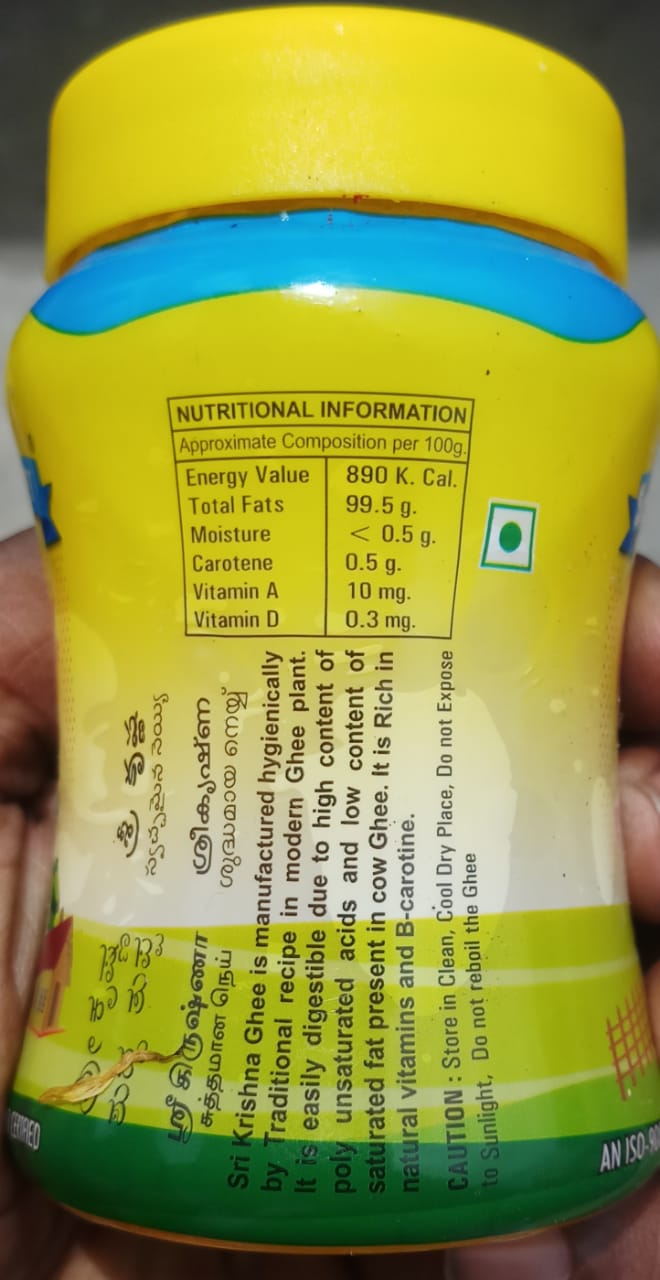 NUTRITIONAL INFORMATION
Approximate Composition per 100g.
Energy Value 890 K. Cal.
Total Fats 99.5 g.
Moisture < 0.5 g.
Carotene 0.5 g.
Vitamin A 10 mg.
Vitamin D 0.3 mg.
ശ്രീകൃഷ്ണ
ശുദ്ധമായ നെയ്യ്
ஸ்ரீ கிருஷ்ணா
சுத்தமான நெய்
Sri Krishna Ghee is manufactured hygienically
by Traditional recipe in modern Ghee plant.
It is easily digestible due to high content of
poly unsaturated acids and low content of
saturated fat present in cow Ghee. It is Rich in
natural vitamins and B-carotine.
CAUTION : Store in Clean, Cool Dry Place, Do not Expose
to Sunlight, Do not reboil the Ghee
CERTIFIED
AN ISO-90